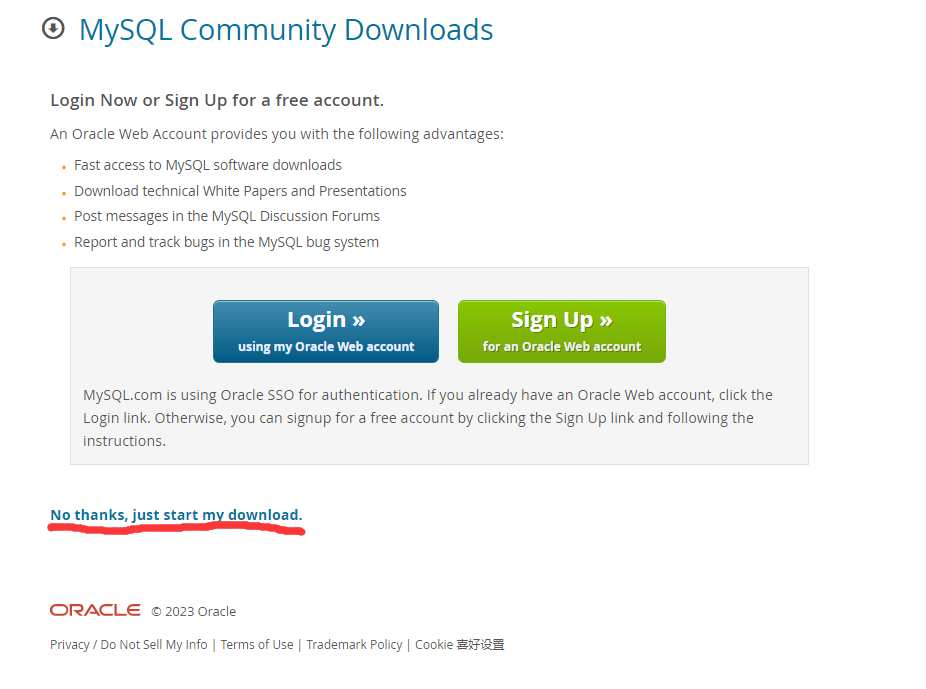 MySQL Community Downloads
Login Now or Sign Up for a free account.
An Oracle Web Account provides you with the following advantages:
Fast access to MySQL software downloads
Download technical White Papers and Presentations
Post messages in the MySQL Discussion Forums
Report and track bugs in the MySQL bug system
Login »
using my Oracle Web account
Sign Up »
for an Oracle Web account
MySQL.com is using Oracle SSO for authentication. If you already have an Oracle Web account, click the
Login link. Otherwise, you can signup for a free account by clicking the Sign Up link and following the
instructions.
No thanks, just start my download.
ORACLE © 2023 Oracle
Privacy / Do Not Sell My Info | Terms of Use | Trademark Policy | Cookie 喜好设置